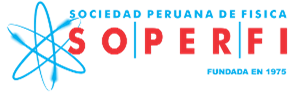 SOCIEDAD PERUANA DE FISICA
SOPERFI
FUNDADA EN 1975